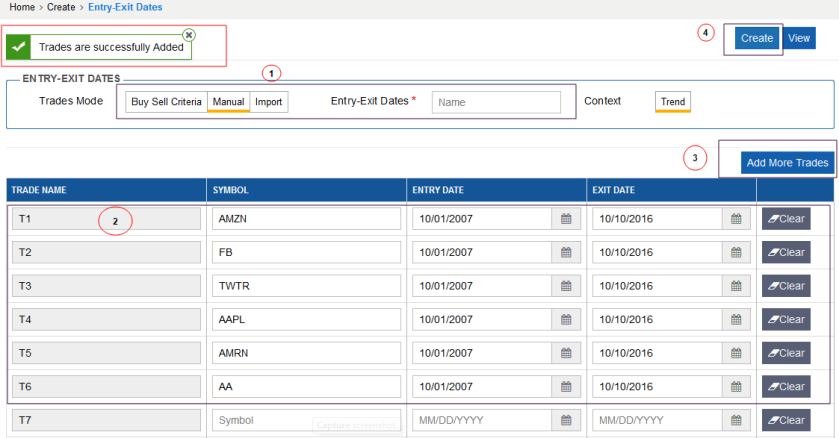 Home > Create > Entry-Exit Dates
Trades are successfully Added
4 Create View
1
ENTRY-EXIT DATES
Trades Mode Buy Sell Criteria Manual Import Entry-Exit Dates * Name Context Trend
3 Add More Trades
TRADE NAME SYMBOL ENTRY DATE EXIT DATE
T1 2 AMZN 10/01/2007 10/10/2016 Clear
T2 FB 10/01/2007 10/10/2016 Clear
T3 TWTR 10/01/2007 10/10/2016 Clear
T4 AAPL 10/01/2007 10/10/2016 Clear
T5 AMRN 10/01/2007 10/10/2016 Clear
T6 AA 10/01/2007 10/10/2016 Clear
T7 Symbol Capture screenshot MM/DD/YYYY MM/DD/YYYY Clear